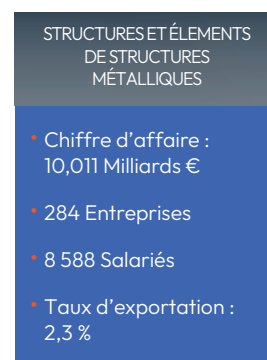 STRUCTURES ET ÉLEMENTS
DE STRUCTURES
MÉTALLIQUES
• Chiffre d'affaire :
10,011 Milliards €
• 284 Entreprises
• 8 588 Salariés
• Taux d'exportation :
2,3 %